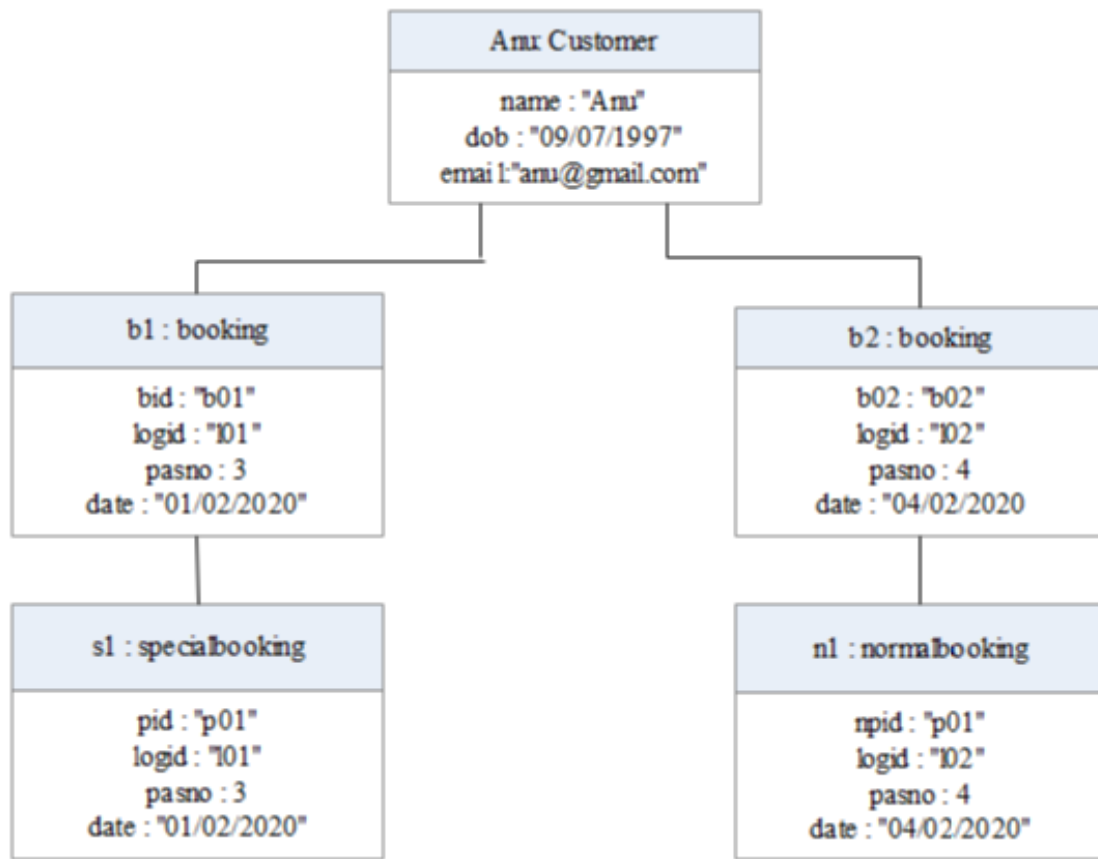 Anu: Customer
name : "Anu"
dob : "09/07/1997"
email:"anu@gmail.com"
b1 : booking
bid : "b01"
logid : "l01"
pasno : 3
date : "01/02/2020"
b2 : booking
b02 : "b02"
logid : "l02"
pasno : 4
date : "04/02/2020
s1 : specialbooking
pid : "p01"
logid : "l01"
pasno : 3
date : "01/02/2020"
n1 : normalbooking
npid : "p01"
logid : "l02"
pasno : 4
date : "04/02/2020"